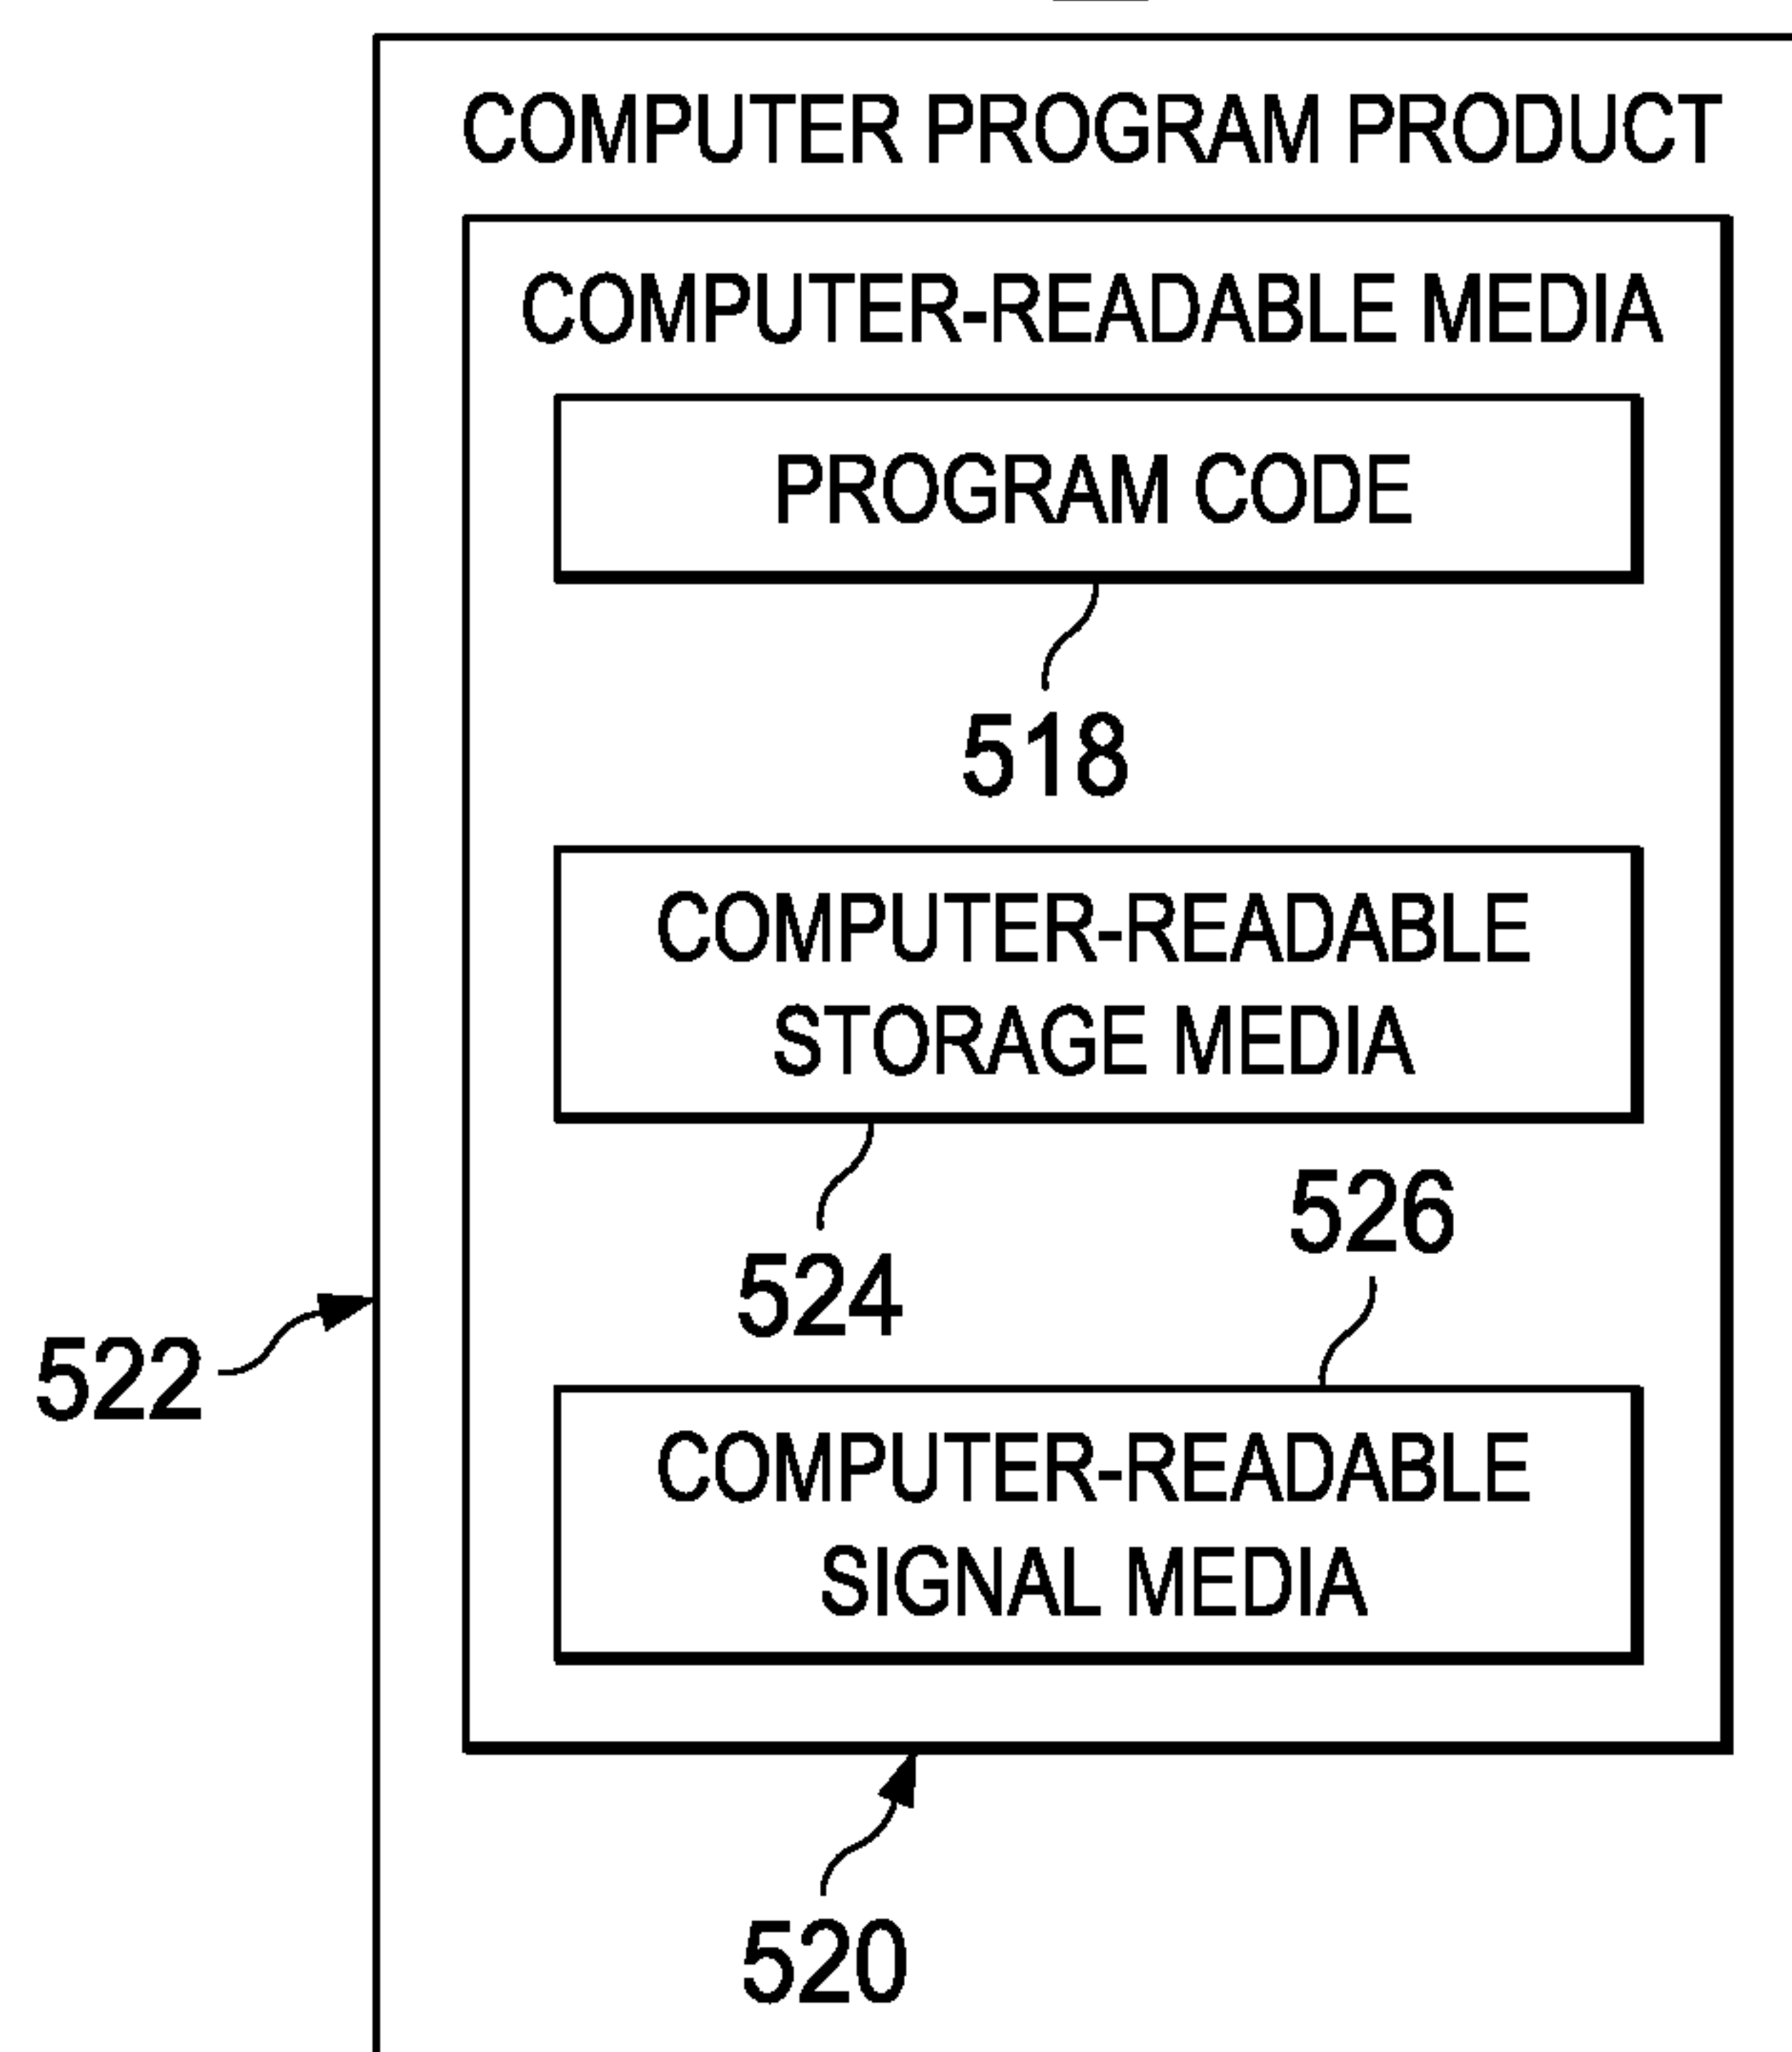 COMPUTER PROGRAM PRODUCT
COMPUTER-READABLE MEDIA
PROGRAM CODE
518
COMPUTER-READABLE
STORAGE MEDIA
526
524
522
COMPUTER-READABLE
SIGNAL MEDIA
520